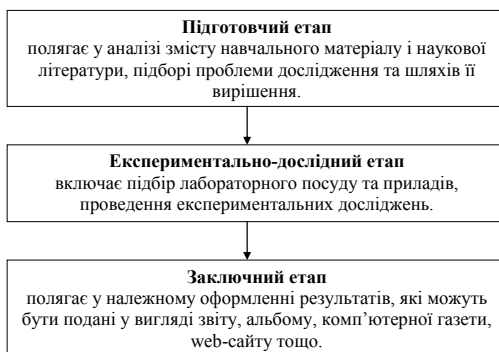 Підготовчий етап
полягає у аналізі змісту навчального матеріалу і наукової
літератури, підборі проблеми дослідження та шляхів її
вирішення.
Експериментально-дослідний етап
включає підбір лабораторного посуду та приладів,
проведення експериментальних досліджень.
Заключний етап
полягає у належному оформленні результатів, які можуть
бути подані у вигляді звіту, альбому, комп’ютерної газети,
web-сайту тощо.